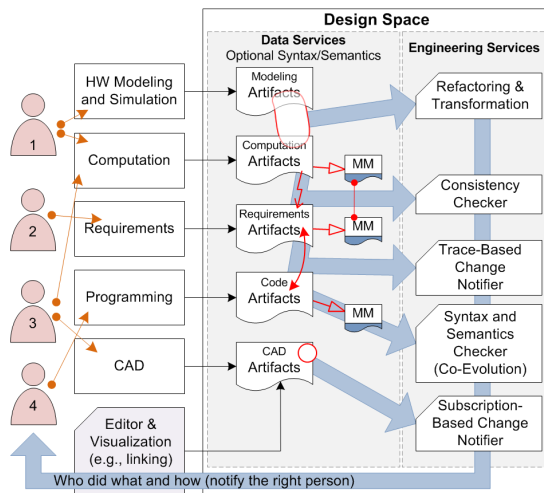 Design Space
Data Services
Optional Syntax/Semantics
Engineering Services
HW Modeling
and Simulation
Modeling
Artifacts
Refactoring &
Transformation
1
Computation
Computation
Artifacts
MM
Consistency
Checker
2
Requirements
Requirements
Artifacts
MM
Trace-Based
Change
Notifier
3
Programming
Code
Artifacts
MM
Syntax and
Semantics
Checker
(Co-Evolution)
4
CAD
CAD
Artifacts
Subscription-
Based Change
Notifier
Editor &
Visualization
(e.g., linking)
Who did what and how (notify the right person)